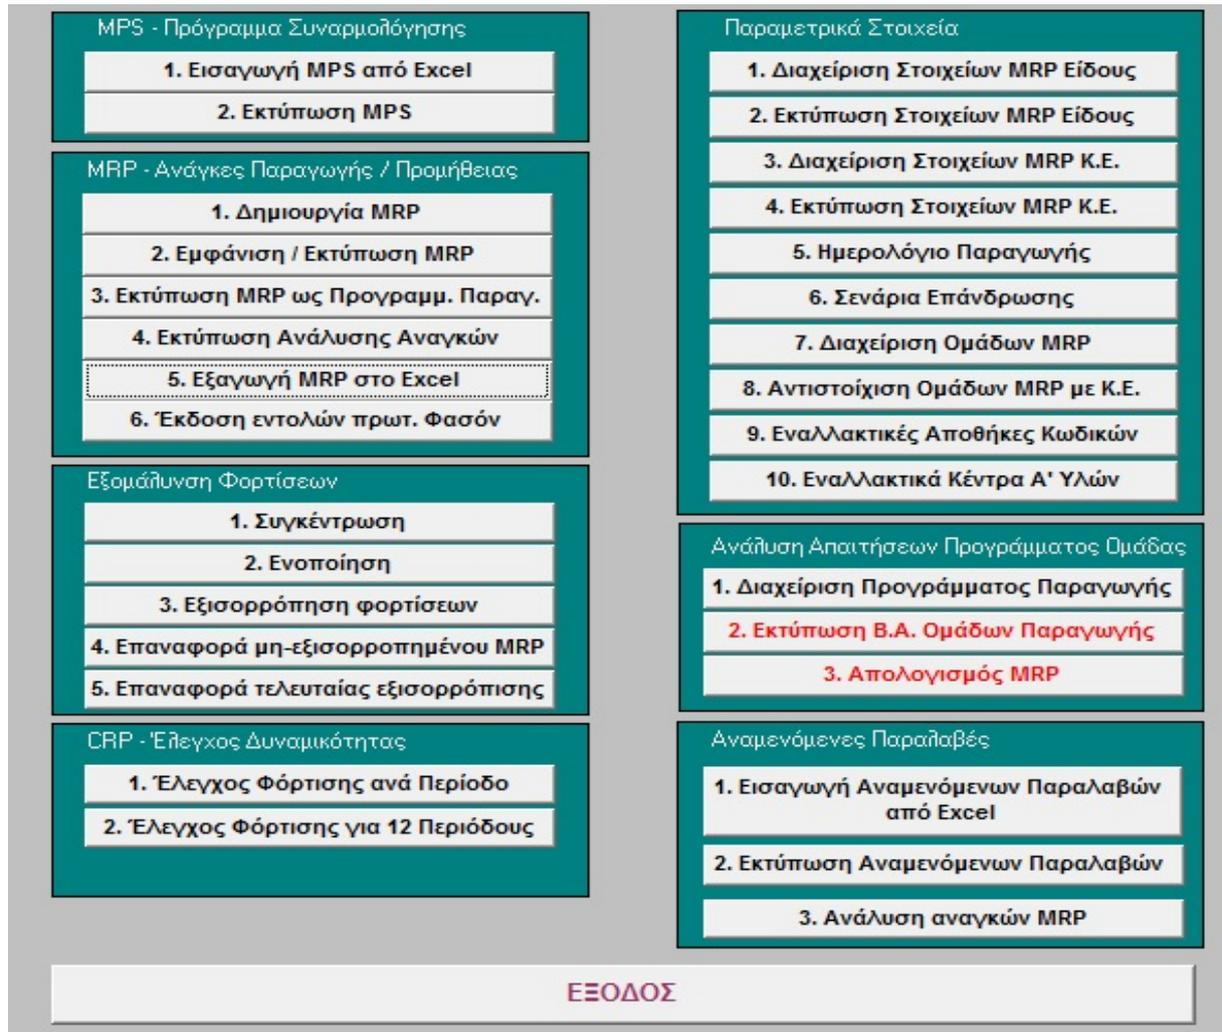 MPS - Πρόγραμμα Συναρμολόγησης
1. Εισαγωγή MPS από Excel
2. Εκτύπωση MPS
MRP - Ανάγκες Παραγωγής / Προμήθειας
1. Δημιουργία MRP
2. Εμφάνιση / Εκτύπωση MRP
3. Εκτύπωση MRP ως Προγραμμ. Παραγ.
4. Εκτύπωση Ανάλυσης Αναγκών
5. Εξαγωγή MRP στο Excel
6. Έκδοση εντολών πρωτ. Φασόν
Εξομάλυνση Φορτίσεων
1. Συγκέντρωση
2. Ενοποίηση
3. Εξισορρόπηση φορτίσεων
4. Επαναφορά μη-εξισορροπημένου MRP
5. Επαναφορά τελευταίας εξισορρόπισης
CRP - Έλεγχος Δυναμικότητας
1. Έλεγχος Φόρτισης ανά Περίοδο
2. Έλεγχος Φόρτισης για 12 Περιόδους
Παραμετρικά Στοιχεία
1. Διαχείριση Στοιχείων MRP Είδους
2. Εκτύπωση Στοιχείων MRP Είδους
3. Διαχείριση Στοιχείων MRP Κ.Ε.
4. Εκτύπωση Στοιχείων MRP Κ.Ε.
5. Ημερολόγιο Παραγωγής
6. Σενάρια Επάνδρωσης
7. Διαχείριση Ομάδων MRP
8. Αντιστοίχιση Ομάδων MRP με Κ.Ε.
9. Εναλλακτικές Αποθήκες Κωδικών
10. Εναλλακτικά Κέντρα Α' Υλών
Ανάλυση Απαιτήσεων Προγράμματος Ομάδας
1. Διαχείριση Προγράμματος Παραγωγής
2. Εκτύπωση Β.Α. Ομάδων Παραγωγής
3. Απολογισμός MRP
Αναμενόμενες Παραλαβές
1. Εισαγωγή Αναμενόμενων Παραλαβών
από Excel
2. Εκτύπωση Αναμενόμενων Παραλαβών
3. Ανάλυση αναγκών MRP
ΕΞΟΔΟΣ